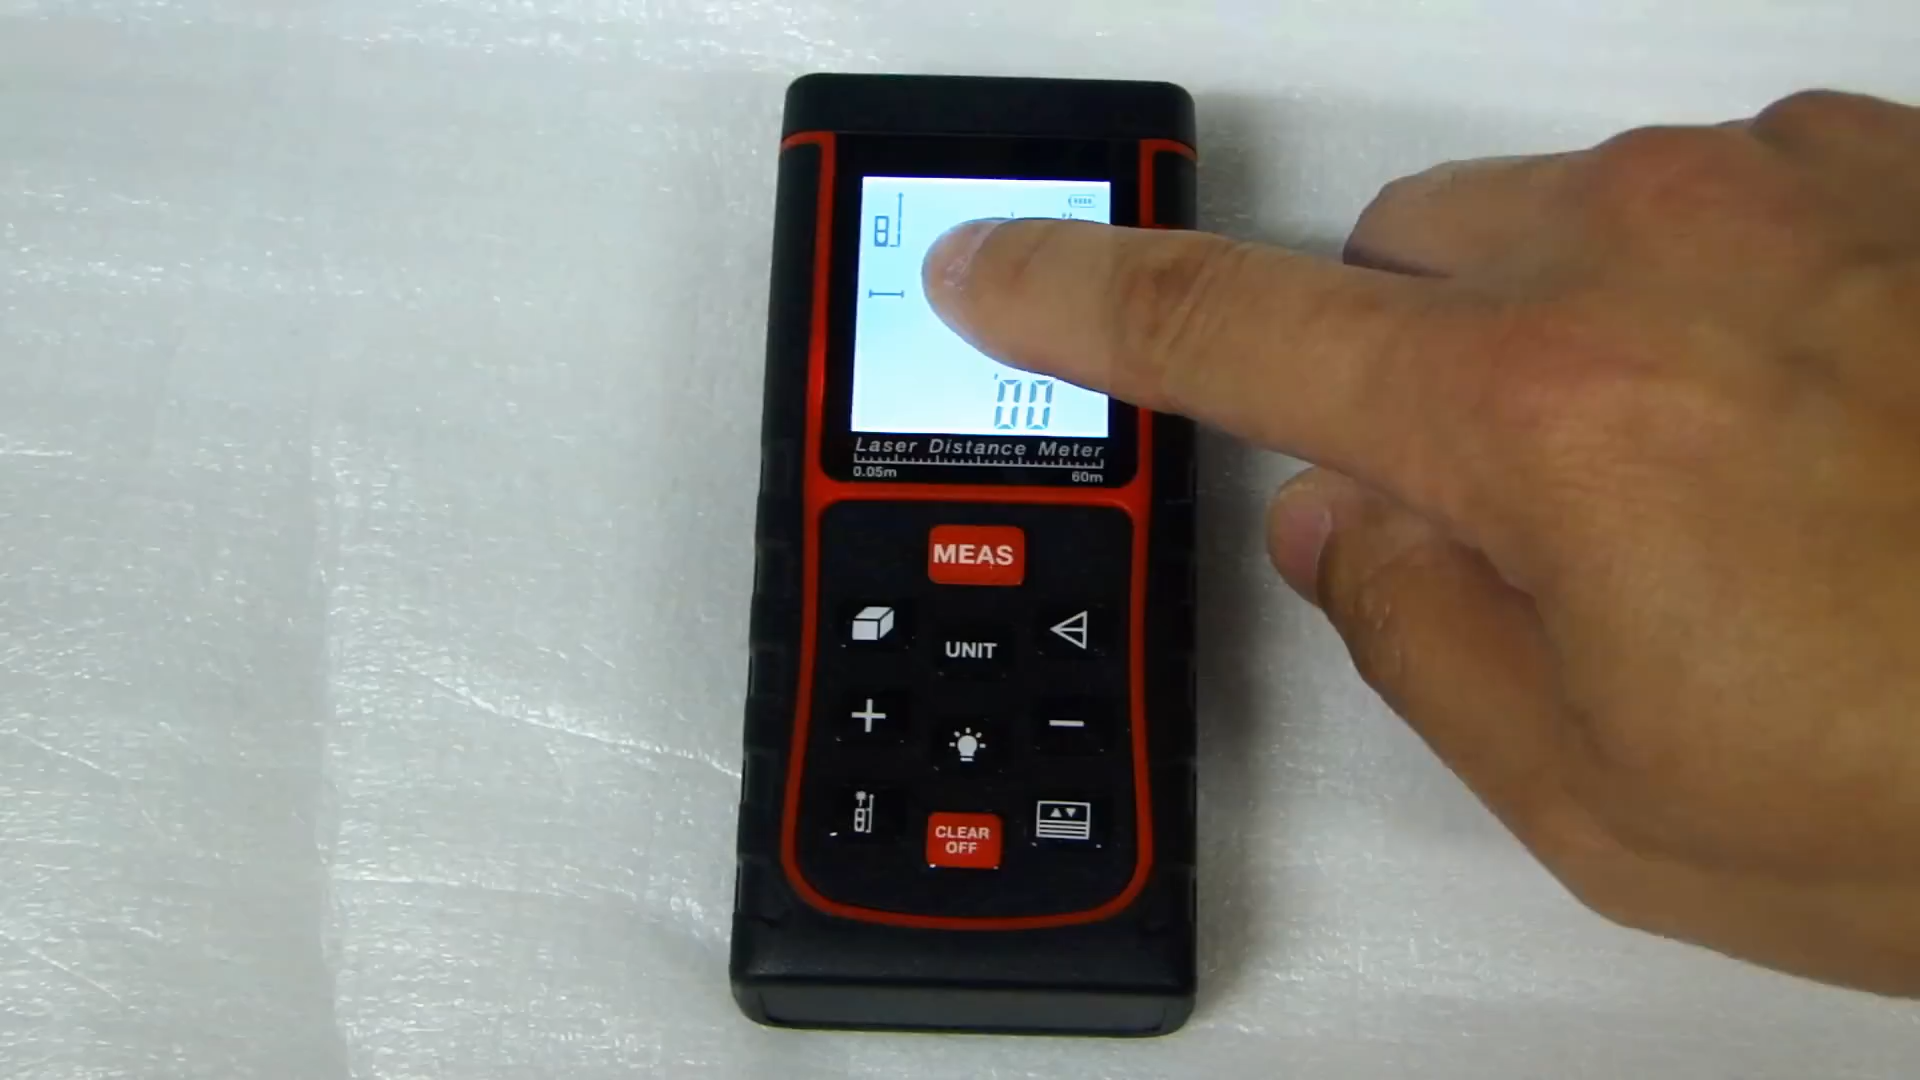 '00
Laser Distance Meter
0.05m 60m
MEAS
UNIT
+ −
CLEAR
OFF